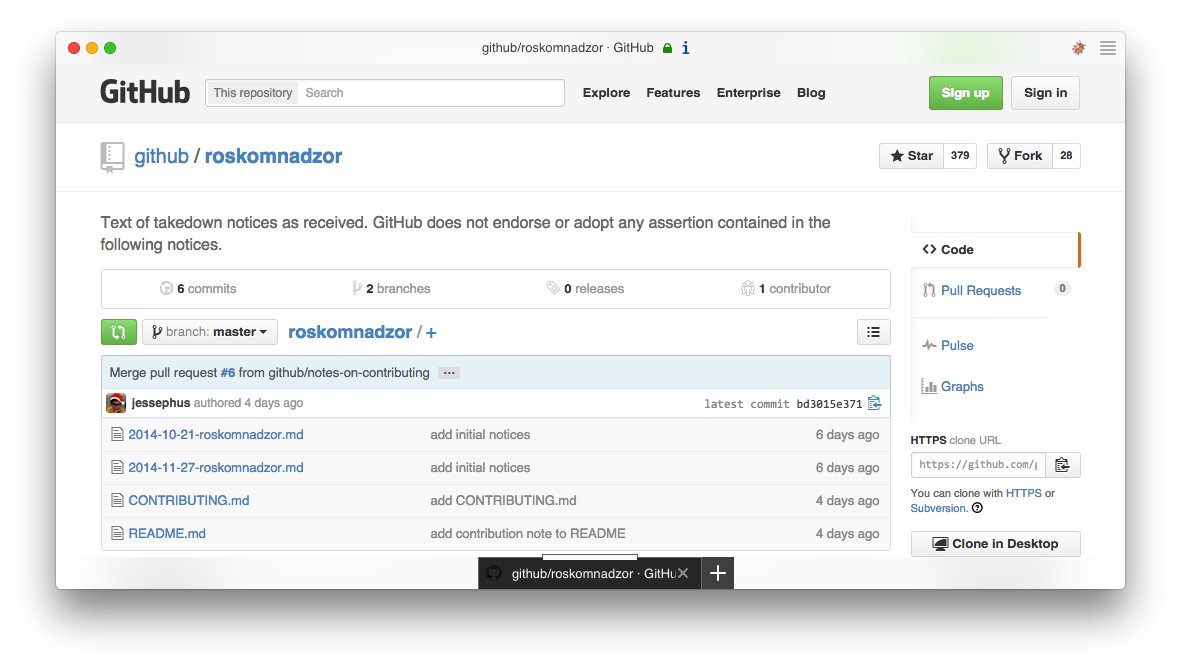 github/roskomnadzor · GitHub
GitHub This repository Search Explore Features Enterprise Blog Sign up Sign in
github / roskomnadzor Star 379 Fork 28
Text of takedown notices as received. GitHub does not endorse or adopt any assertion contained in the
following notices.
6 commits 2 branches 0 releases 1 contributor
branch: master roskomnadzor / +
Merge pull request #6 from github/notes-on-contributing ...
jessephus authored 4 days ago latest commit bd3015e371
2014-10-21-roskomnadzor.md add initial notices 6 days ago
2014-11-27-roskomnadzor.md add initial notices 6 days ago
CONTRIBUTING.md add CONTRIBUTING.md 4 days ago
README.md add contribution note to README 4 days ago
Code
Pull Requests 0
Pulse
Graphs
HTTPS clone URL
https://github.com/g
You can clone with HTTPS or
Subversion.
Clone in Desktop
github/roskomnadzor · GitHu